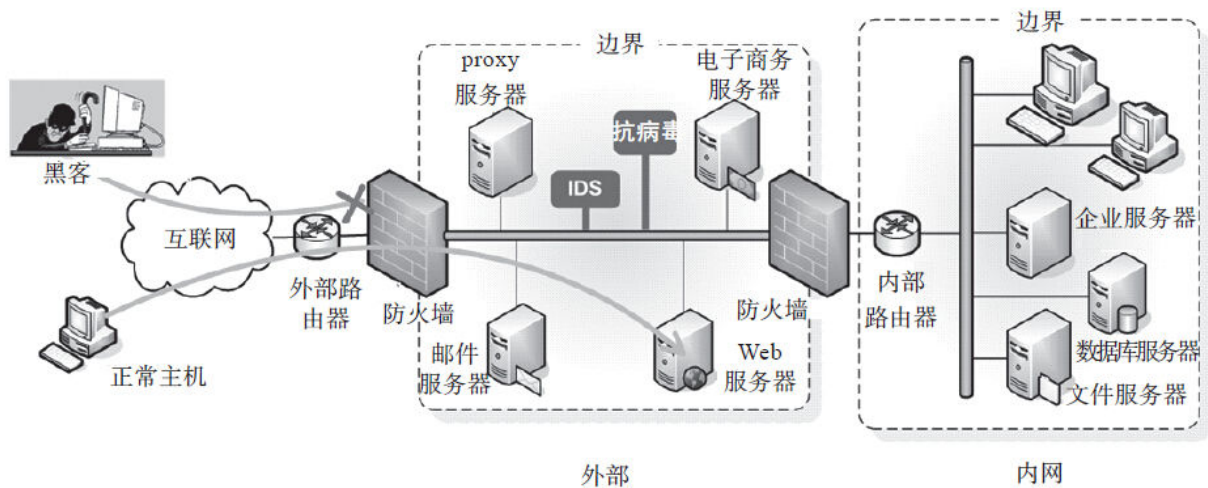 边界
proxy
服务器
电子商务
服务器
抗病毒
IDS
黑客
互联网
外部路
由器
防火墙
正常主机
邮件
服务器
Web
服务器
防火墙
内部
路由器
边界
企业服务器
数据库服务器
文件服务器
外部
内网